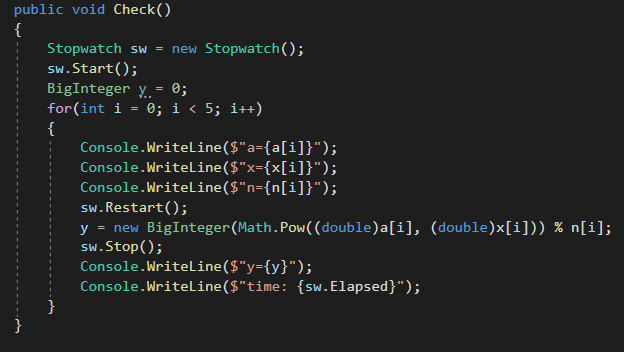 public void Check()
{
Stopwatch sw = new Stopwatch();
sw.Start();
BigInteger y = 0;
for(int i = 0; i < 5; i++)
{
Console.WriteLine($"a={a[i]}");
Console.WriteLine($"x={x[i]}");
Console.WriteLine($"n={n[i]}");
sw.Restart();
y = new BigInteger(Math.Pow((double)a[i], (double)x[i])) % n[i];
sw.Stop();
Console.WriteLine($"y={y}");
Console.WriteLine($"time: {sw.Elapsed}");
}
}